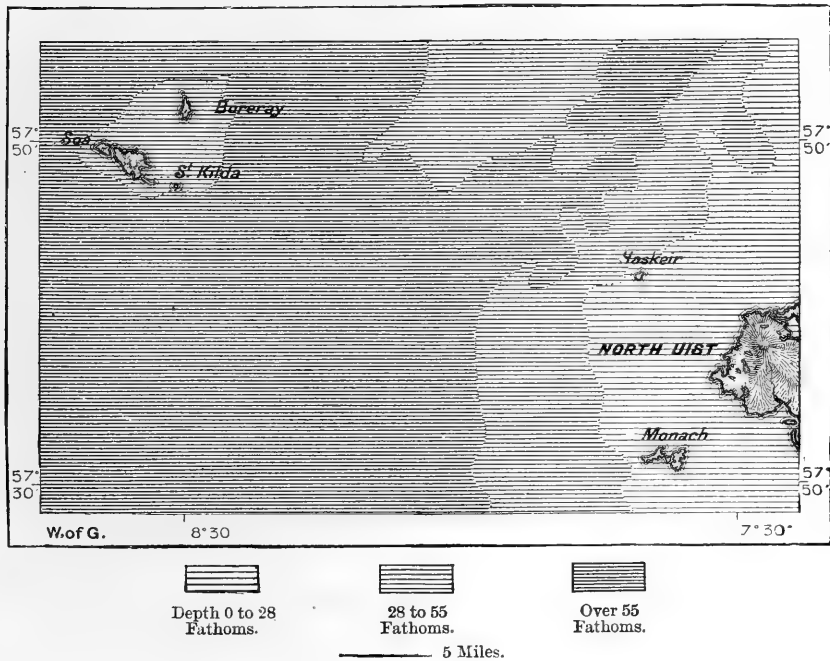 Boreray
57° 57°
50' 50'
Soa
St. Kilda
Haskeir
NORTH UIST
Monach
57° 57°
30' 50'
W. of G. 8°30 7°30'
Depth 0 to 28 Fathoms.
28 to 55 Fathoms.
Over 55 Fathoms.
5 Miles.